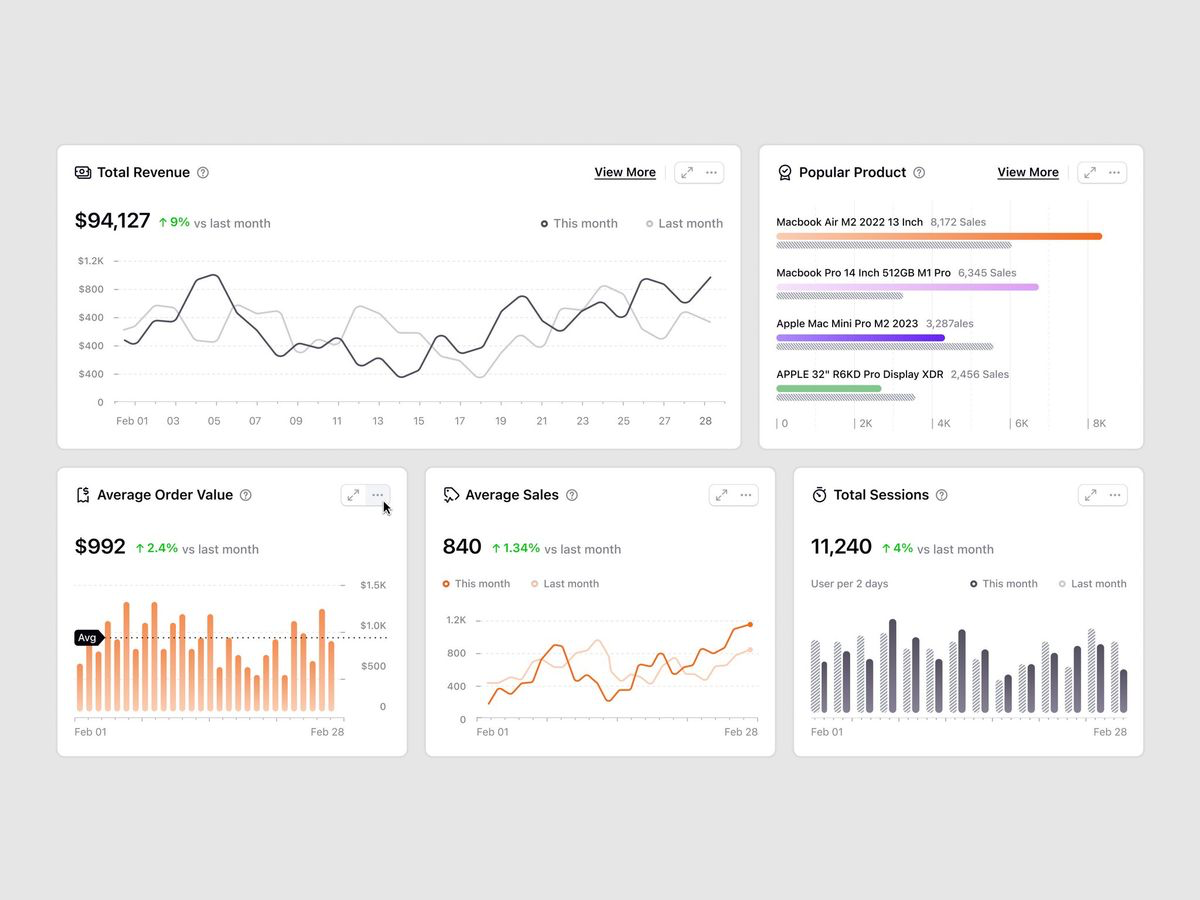 Total Revenue
View More
$94,127 ↑ 9% vs last month
This month
Last month
$1.2K
$800
$400
$400
$400
0
Feb 01 03 05 07 09 11 13 15 17 19 21 23 25 27 28
Popular Product
View More
Macbook Air M2 2022 13 Inch 8,172 Sales
Macbook Pro 14 Inch 512GB M1 Pro 6,345 Sales
Apple Mac Mini Pro M2 2023 3,287ales
APPLE 32" R6KD Pro Display XDR 2,456 Sales
0 2K 4K 6K 8K
Average Order Value
$992 ↑ 2.4% vs last month
$1.5K
$1.0K
Avg
$500
0
Feb 01 Feb 28
Average Sales
840 ↑ 1.34% vs last month
This month Last month
1.2K
800
400
0
Feb 01 Feb 28
Total Sessions
11,240 ↑ 4% vs last month
User per 2 days This month Last month
Feb 01 Feb 28